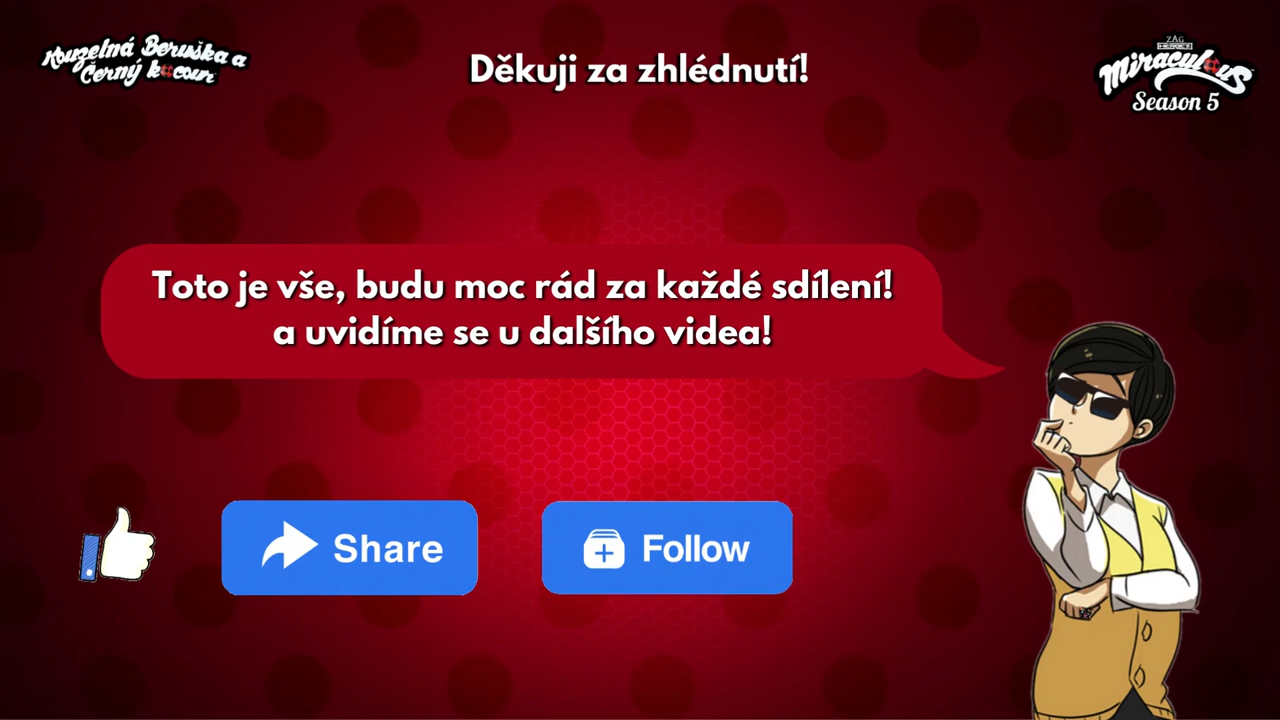 Kouzelná Beruška a
Černý kocour
Děkuji za zhlédnutí!
ZAG
HEROEZ
Miraculous
Season 5
Toto je vše, budu moc rád za každé sdílení!
a uvidíme se u dalšího videa!
Share
Follow